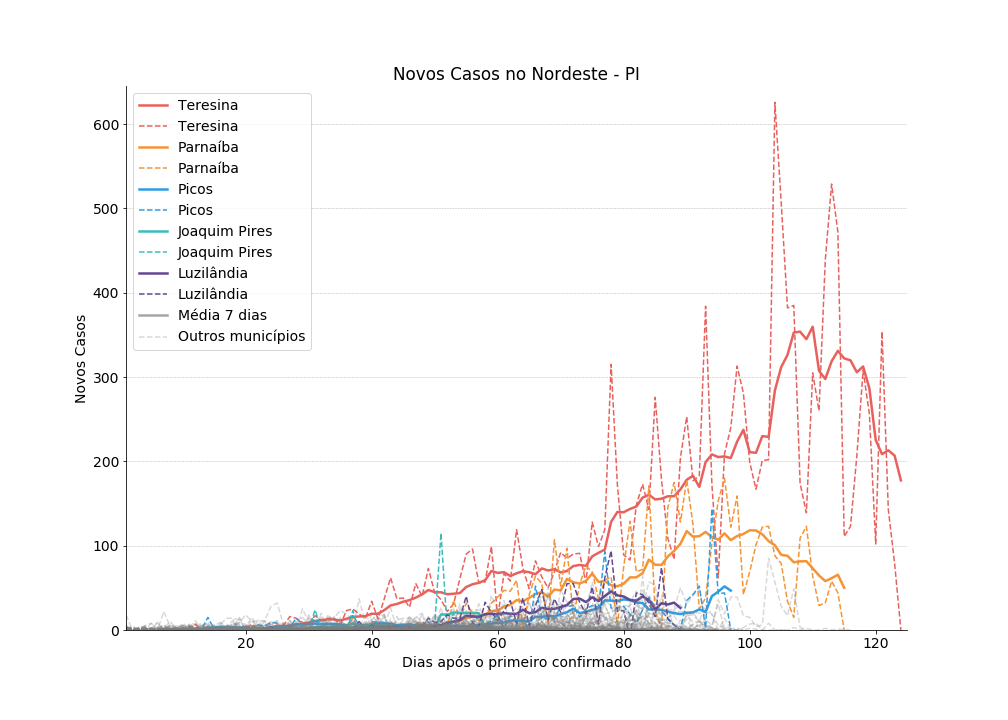 Novos Casos no Nordeste - PI
Teresina
Teresina
Parnaíba
Parnaíba
Picos
Picos
Joaquim Pires
Joaquim Pires
Luzilândia
Luzilândia
Média 7 dias
Outros municípios
Novos Casos
600
500
400
300
200
100
0
20 40 60 80 100 120
Dias após o primeiro confirmado